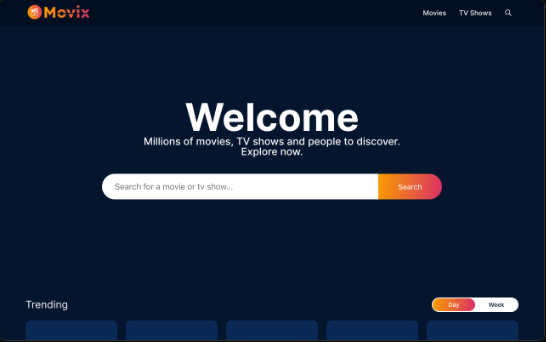 Movix
Movies TV Shows
Welcome
Millions of movies, TV shows and people to discover.
Explore now.
Search for a movie or tv show...
Search
Trending
Day Week